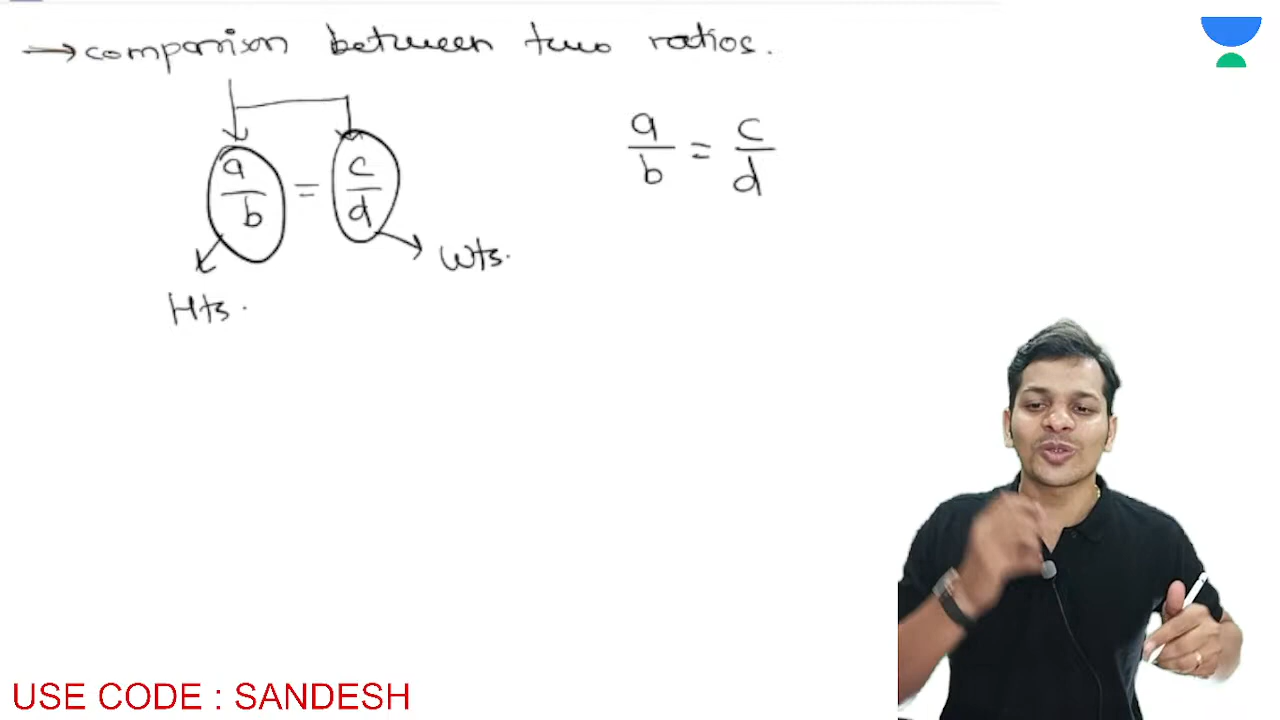 → comparison between two ratios.
a/b = c/d
a/b = c/d
Wts.
Hts.
USE CODE : SANDESH